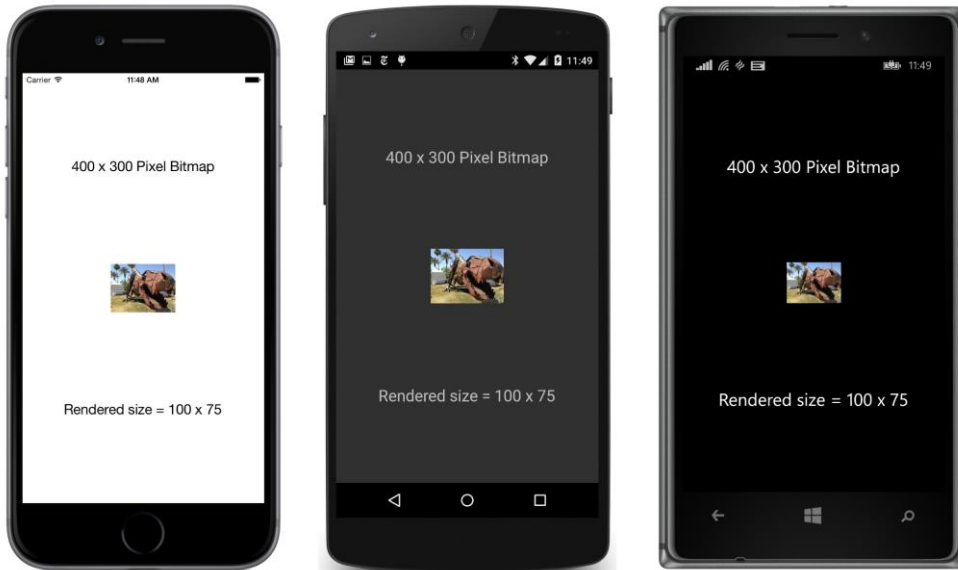 Carrier 11:48 AM
400 x 300 Pixel Bitmap
Rendered size = 100 x 75
11:49
400 x 300 Pixel Bitmap
Rendered size = 100 x 75
11:49
400 x 300 Pixel Bitmap
Rendered size = 100 x 75